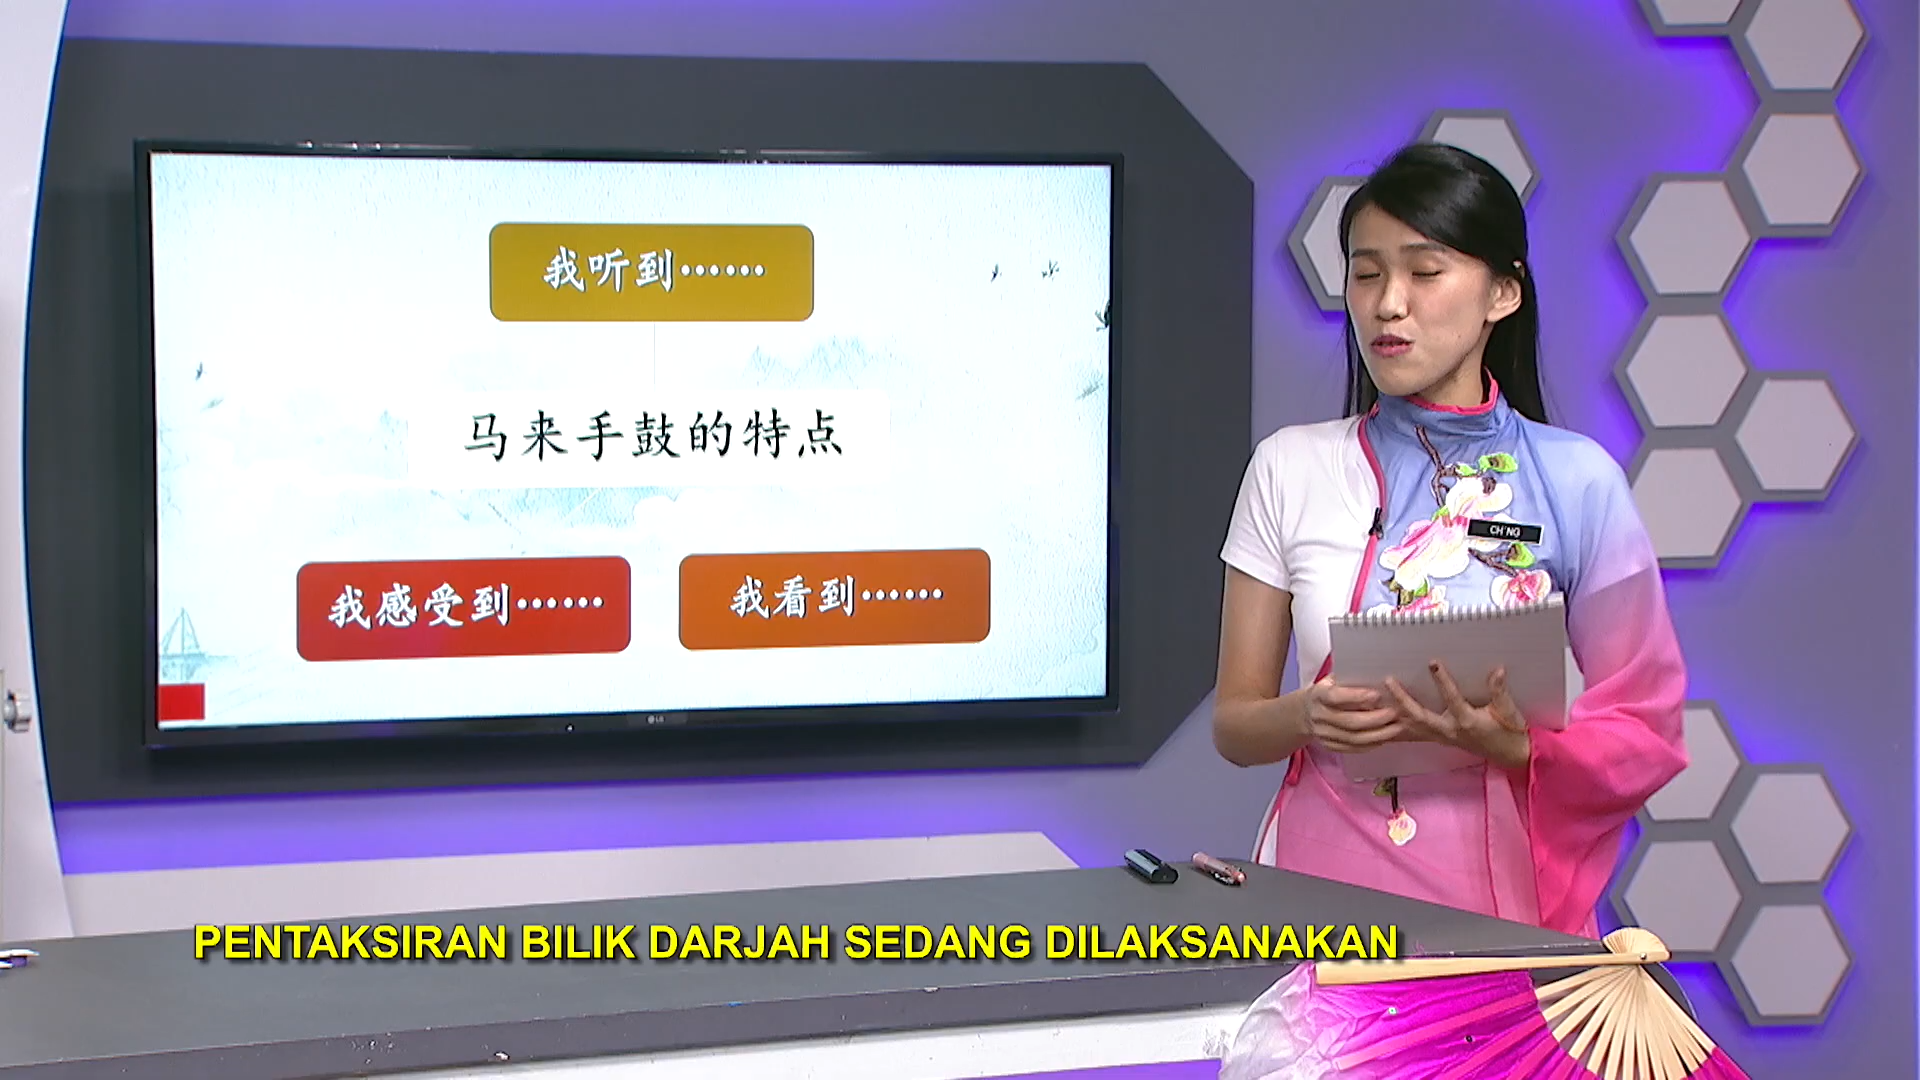 我听到……
马来手鼓的特点
我感受到……
我看到……
LG
CH'NG
PENTAKSIRAN BILIK DARJAH SEDANG DILAKSANAKAN